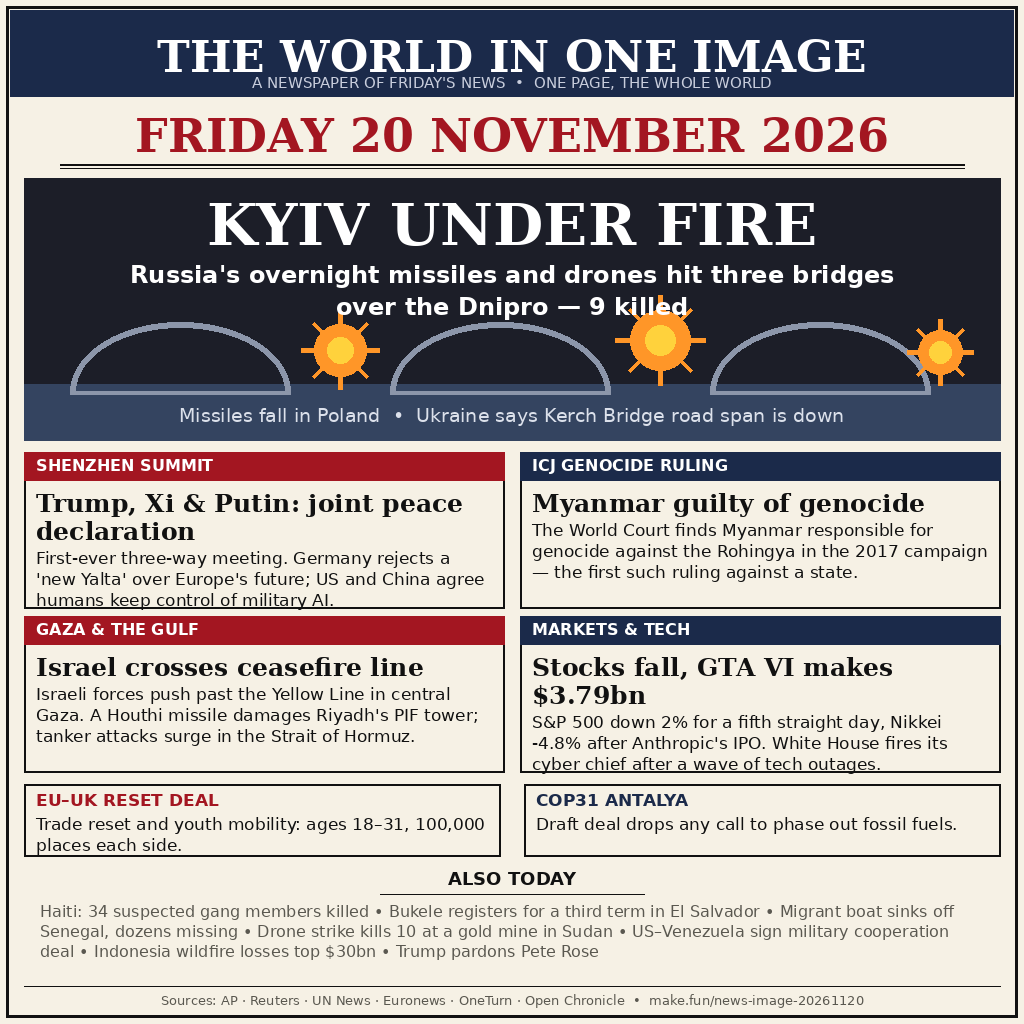 THE WORLD IN ONE IMAGE
A NEWSPAPER OF FRIDAY'S NEWS • ONE PAGE, THE WHOLE WORLD
FRIDAY 20 NOVEMBER 2026
KYIV UNDER FIRE
Russia's overnight missiles and drones hit three bridges
over the Dnipro — 9 killed
Missiles fall in Poland • Ukraine says Kerch Bridge road span is down
SHENZHEN SUMMIT
Trump, Xi & Putin: joint peace
declaration
First-ever three-way meeting. Germany rejects a
'new Yalta' over Europe's future; US and China agree
humans keep control of military AI.
ICJ GENOCIDE RULING
Myanmar guilty of genocide
The World Court finds Myanmar responsible for
genocide against the Rohingya in the 2017 campaign
— the first such ruling against a state.
GAZA & THE GULF
Israel crosses ceasefire line
Israeli forces push past the Yellow Line in central
Gaza. A Houthi missile damages Riyadh's PIF tower;
tanker attacks surge in the Strait of Hormuz.
MARKETS & TECH
Stocks fall, GTA VI makes
$3.79bn
S&P 500 down 2% for a fifth straight day, Nikkei
-4.8% after Anthropic's IPO. White House fires its
cyber chief after a wave of tech outages.
EU–UK RESET DEAL
Trade reset and youth mobility: ages 18–31, 100,000
places each side.
COP31 ANTALYA
Draft deal drops any call to phase out fossil fuels.
ALSO TODAY
Haiti: 34 suspected gang members killed • Bukele registers for a third term in El Salvador • Migrant boat sinks off
Senegal, dozens missing • Drone strike kills 10 at a gold mine in Sudan • US–Venezuela sign military cooperation
deal • Indonesia wildfire losses top $30bn • Trump pardons Pete Rose
Sources: AP · Reuters · UN News · Euronews · OneTurn · Open Chronicle • make.fun/news-image-20261120